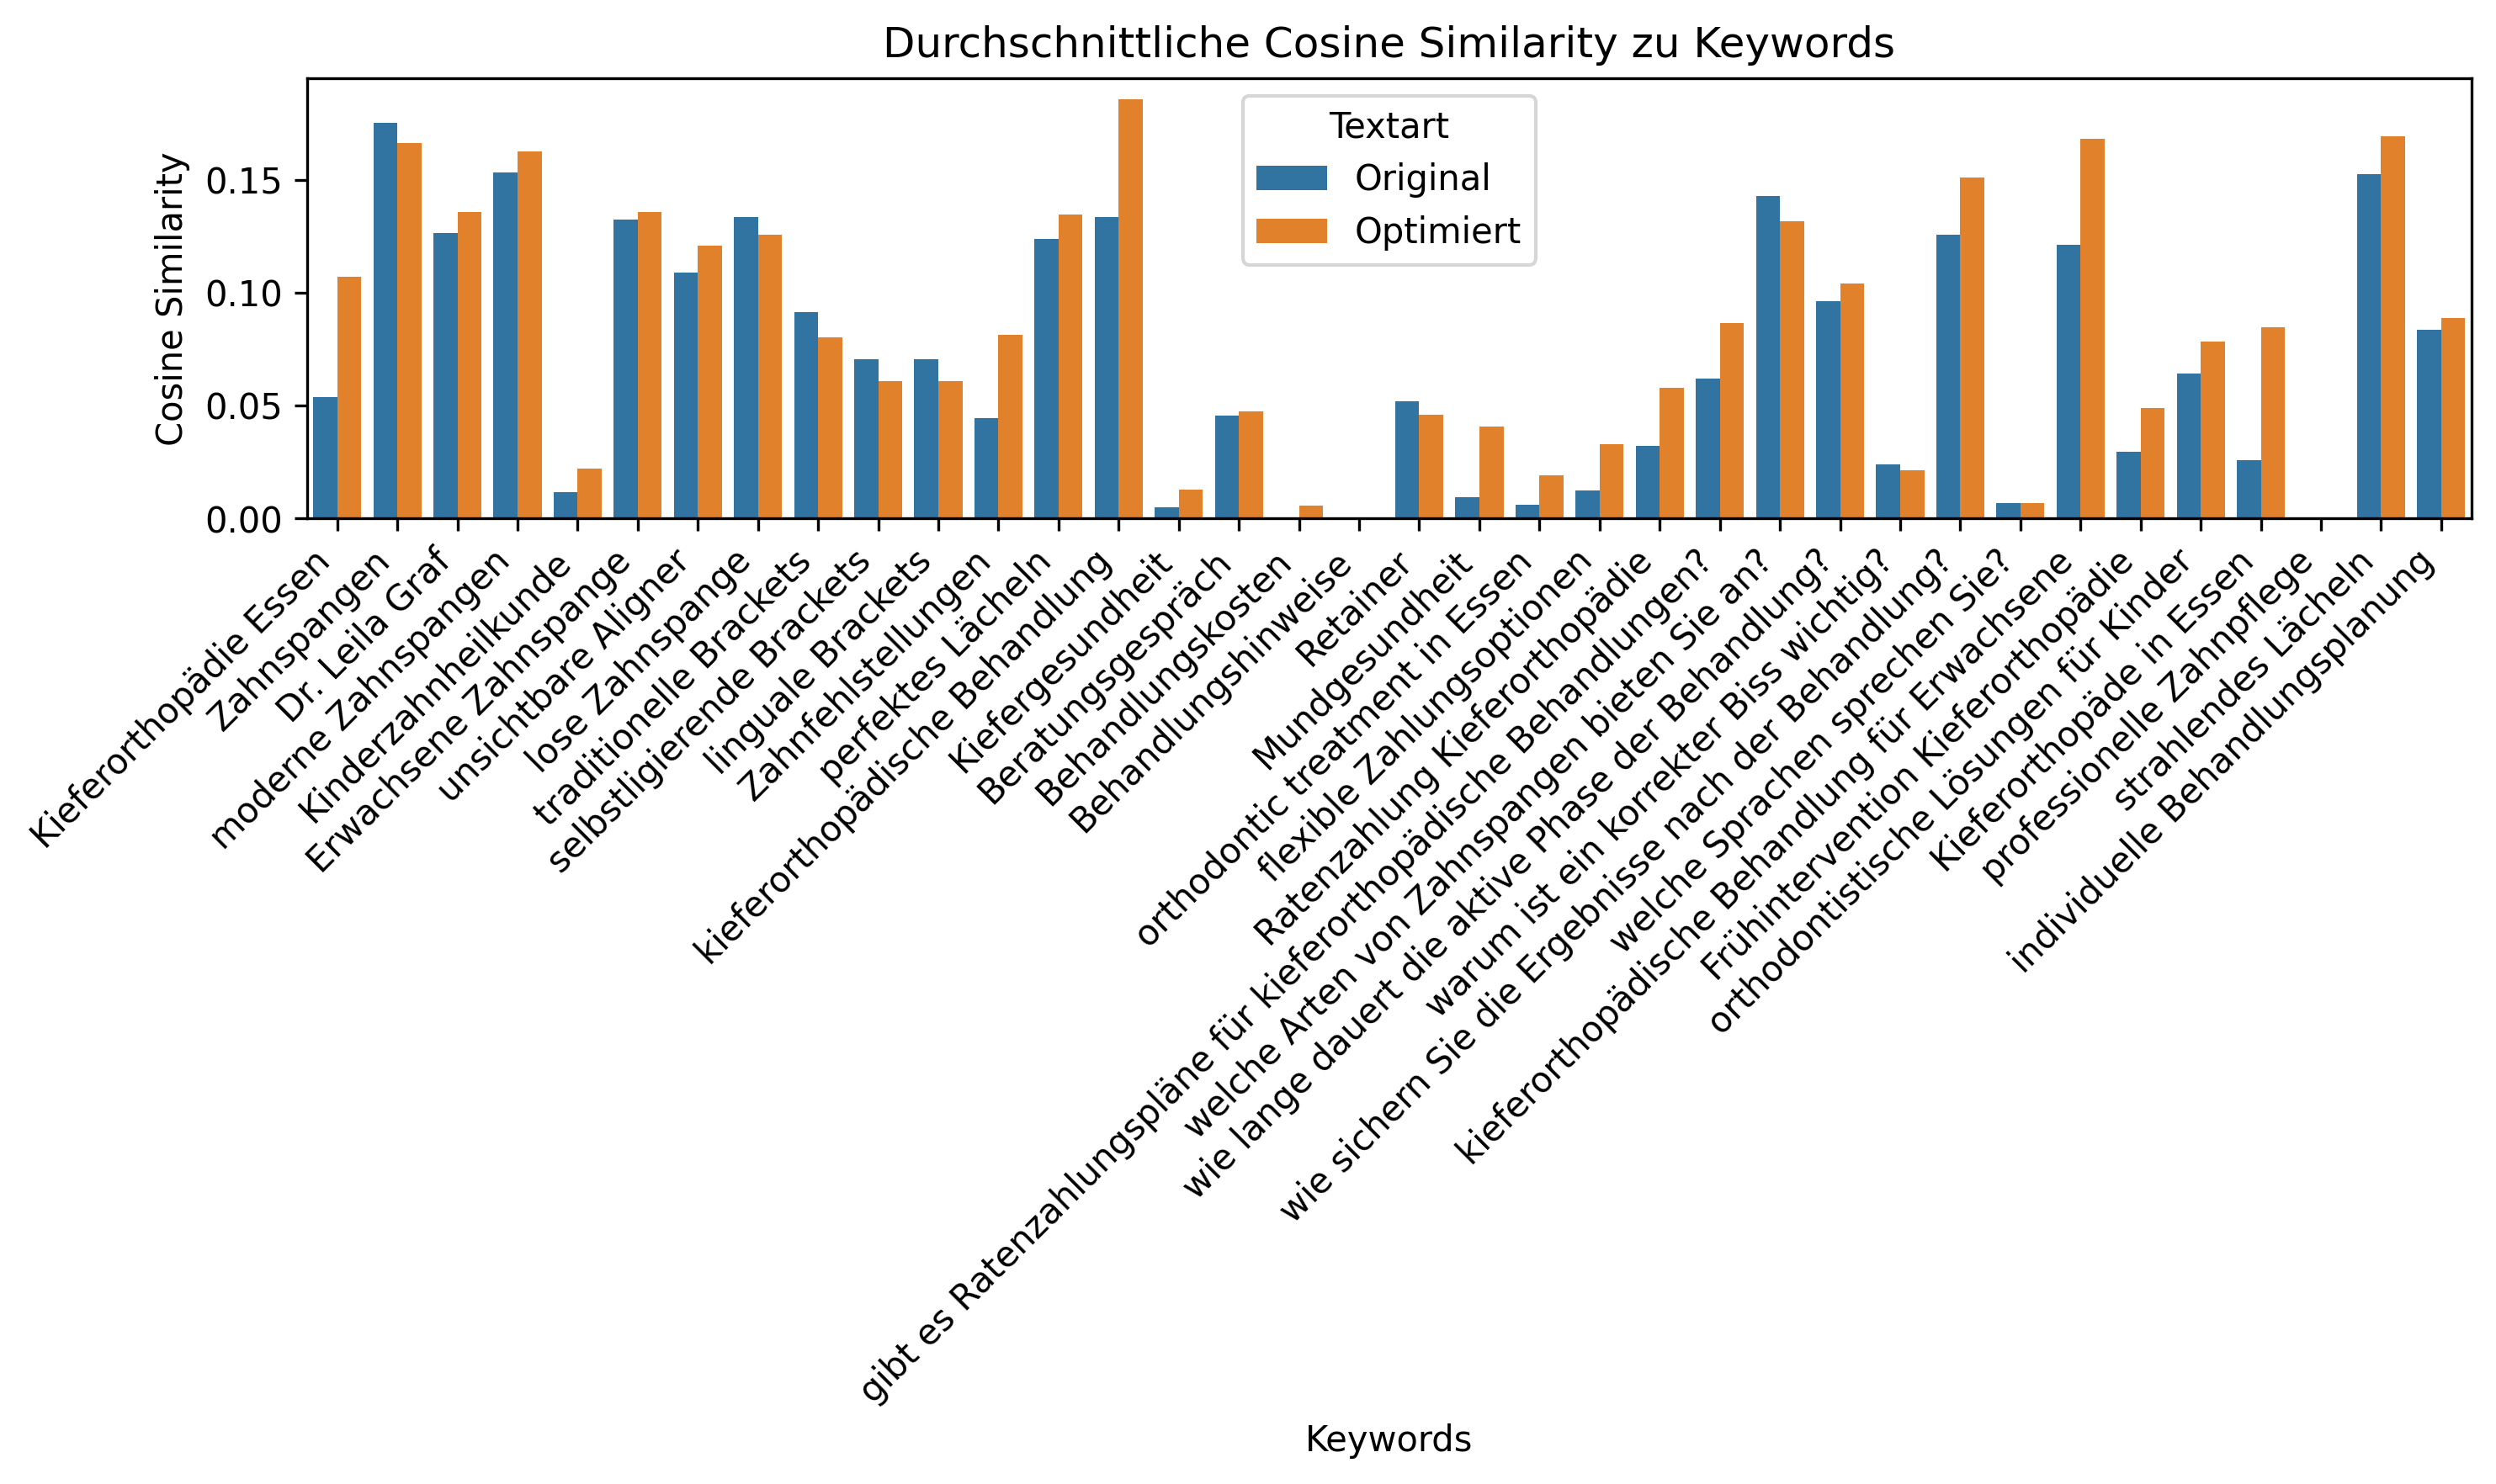 Durchschnittliche Cosine Similarity zu Keywords
Textart
Original
Optimiert
Cosine Similarity
0.15
0.10
0.05
0.00
Kieferorthopädie Essen
Zahnspangen
Dr. Leila Graf
moderne Zahnspangen
Kinderzahnheilkunde
Erwachsene Zahnspange
unsichtbare Aligner
lose Zahnspange
traditionelle Brackets
selbstligierende Brackets
linguale Brackets
Zahnfehlstellungen
perfektes Lächeln
kieferorthopädische Behandlung
Kiefergesundheit
Beratungsgespräch
Behandlungskosten
Behandlungshinweise
Retainer
Mundgesundheit
orthodontic treatment in Essen
flexible Zahlungsoptionen
Ratenzahlung Kieferorthopädie
gibt es Ratenzahlungspläne für kieferorthopädische Behandlungen?
welche Arten von Zahnspangen bieten Sie an?
wie lange dauert die aktive Phase der Behandlung?
warum ist ein korrekter Biss wichtig?
wie sichern Sie die Ergebnisse nach der Behandlung?
welche Sprachen sprechen Sie?
kieferorthopädische Behandlung für Erwachsene
Frühintervention Kieferorthopädie
orthodontistische Lösungen für Kinder
Kieferorthopäde in Essen
professionelle Zahnpflege
strahlendes Lächeln
individuelle Behandlungsplanung
Keywords